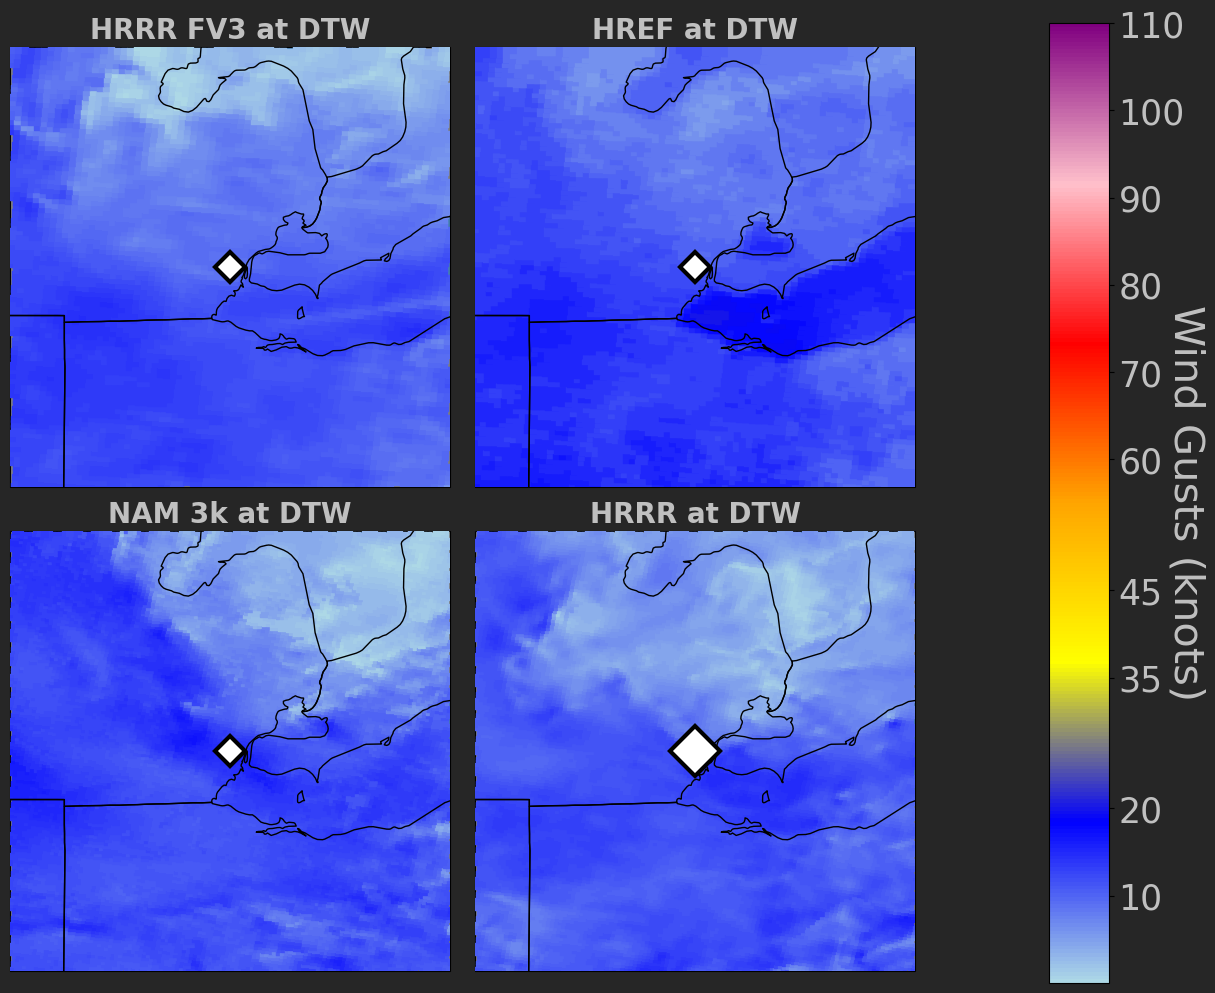 HRRR FV3 at DTW
HREF at DTW
NAM 3k at DTW
HRRR at DTW
110
100
90
80
70
60
45
35
20
10
Wind Gusts (knots)